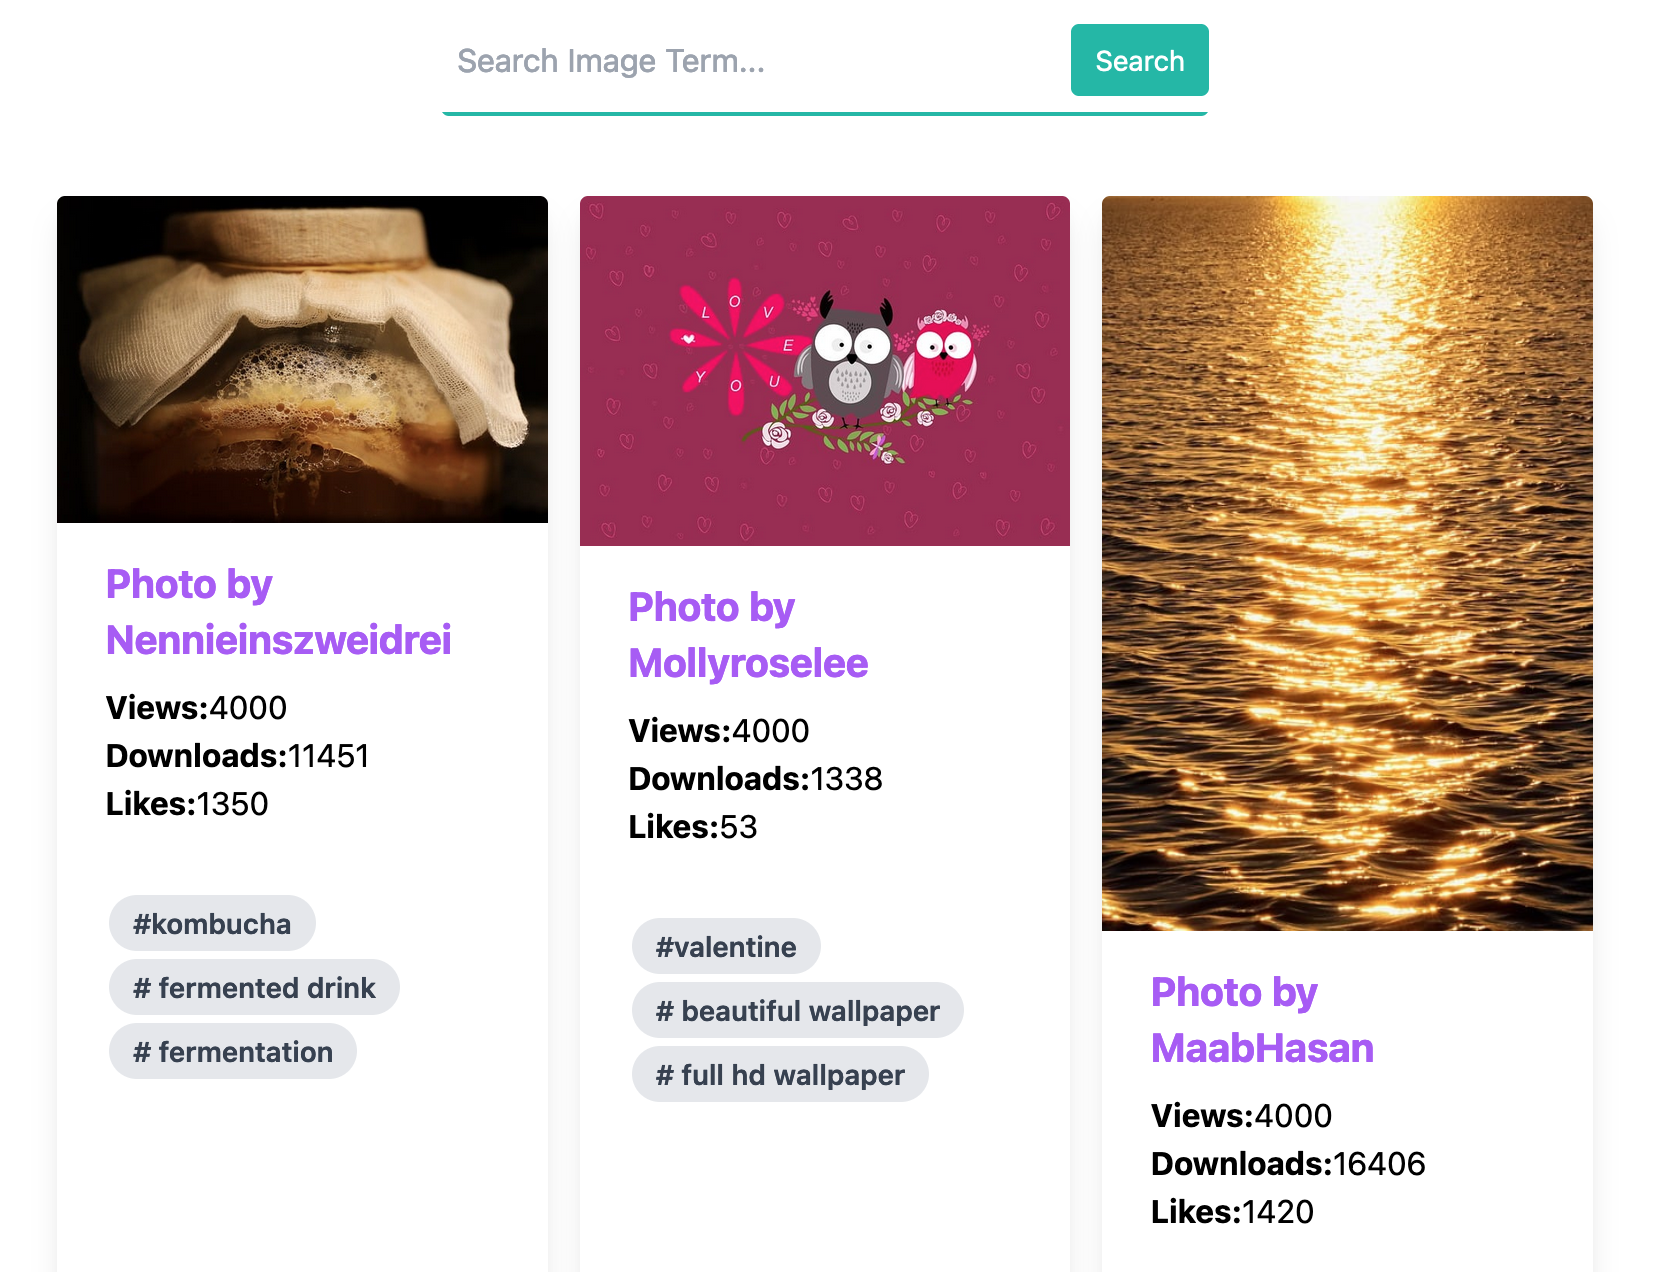 Search Image Term...
Search
Photo by
Nennieinszweidrei
Views:4000
Downloads:11451
Likes:1350
#kombucha
# fermented drink
# fermentation
L O V E
Y O U
Photo by
Mollyroselee
Views:4000
Downloads:1338
Likes:53
#valentine
# beautiful wallpaper
# full hd wallpaper
Photo by
MaabHasan
Views:4000
Downloads:16406
Likes:1420